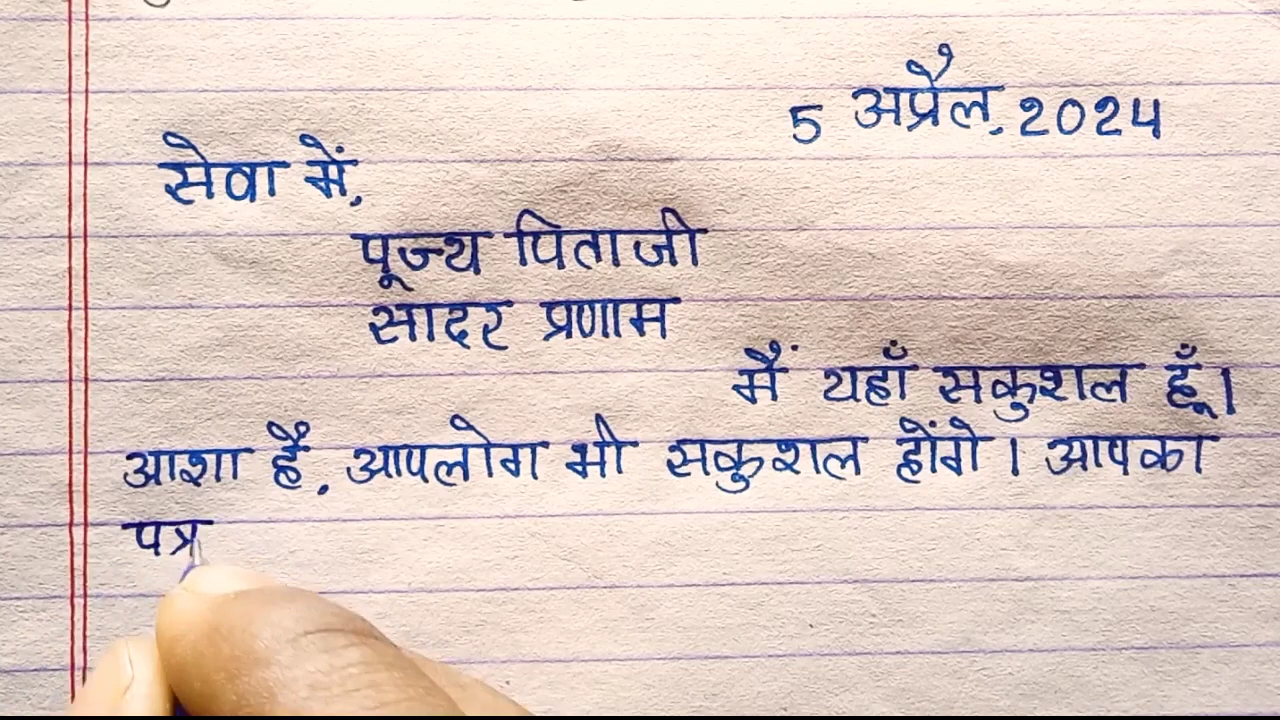 5 अप्रैल, 2024
सेवा में,
पूज्य पिताजी
सादर प्रणाम
मैं यहाँ सकुशल हूँ।
आशा है, आपलोग भी सकुशल होंगे। आपका
पत्र